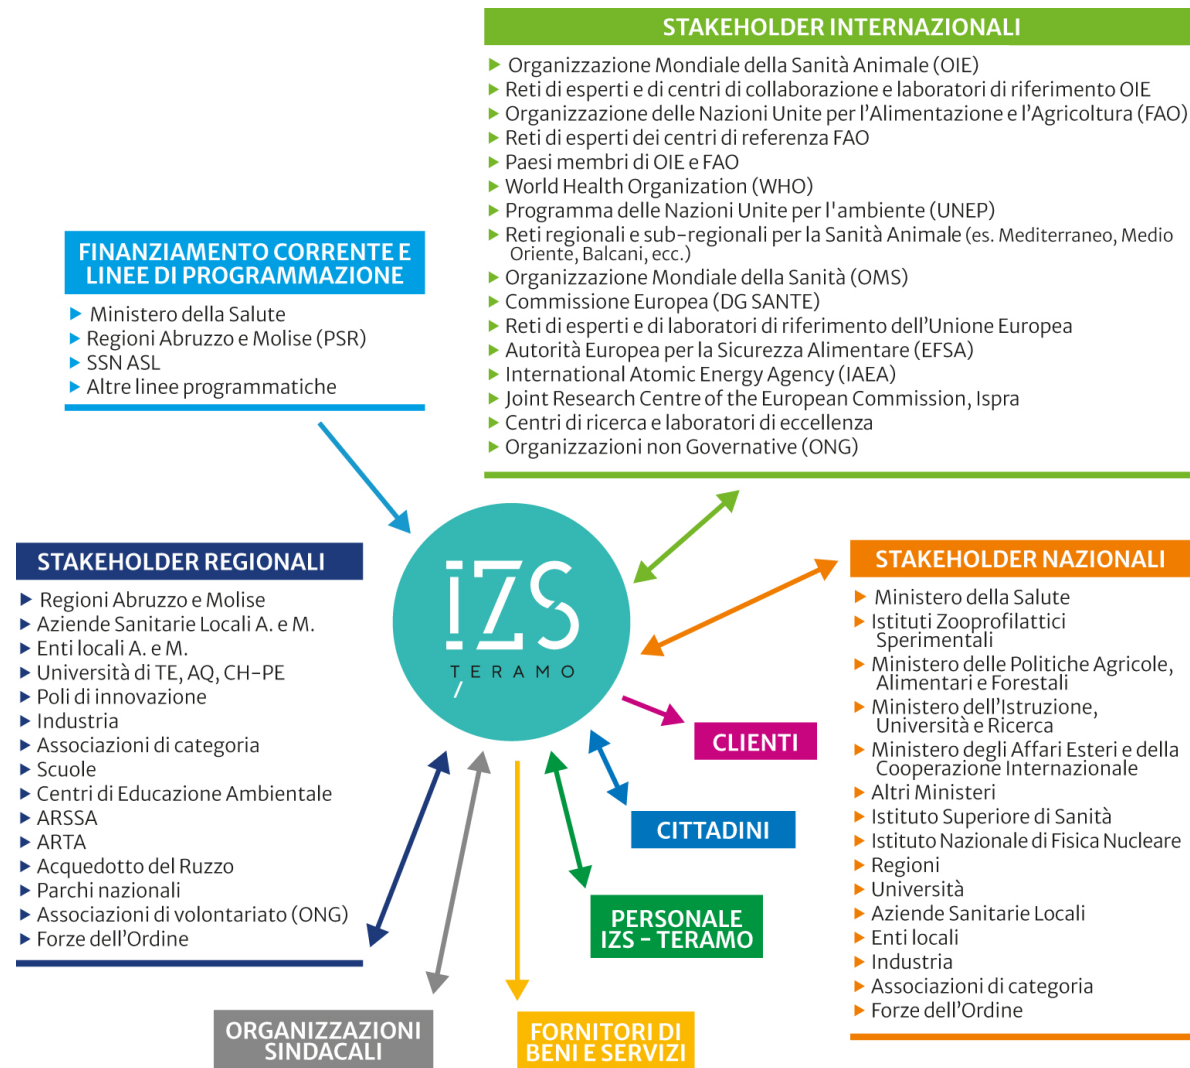 STAKEHOLDER INTERNAZIONALI
Organizzazione Mondiale della Sanità Animale (OIE)
Reti di esperti e di centri di collaborazione e laboratori di riferimento OIE
Organizzazione delle Nazioni Unite per l’Alimentazione e l’Agricoltura (FAO)
Reti di esperti dei centri di referenza FAO
Paesi membri di OIE e FAO
World Health Organization (WHO)
Programma delle Nazioni Unite per l'ambiente (UNEP)
Reti regionali e sub-regionali per la Sanità Animale (es. Mediterraneo, Medio
Oriente, Balcani, ecc.)
Organizzazione Mondiale della Sanità (OMS)
Commissione Europea (DG SANTE)
Reti di esperti e di laboratori di riferimento dell’Unione Europea
Autorità Europea per la Sicurezza Alimentare (EFSA)
International Atomic Energy Agency (IAEA)
Joint Research Centre of the European Commission, Ispra
Centri di ricerca e laboratori di eccellenza
Organizzazioni non Governative (ONG)
FINANZIAMENTO CORRENTE E
LINEE DI PROGRAMMAZIONE
Ministero della Salute
Regioni Abruzzo e Molise (PSR)
SSN ASL
Altre linee programmatiche
STAKEHOLDER REGIONALI
Regioni Abruzzo e Molise
Aziende Sanitarie Locali A. e M.
Enti locali A. e M.
Università di TE, AQ, CH-PE
Poli di innovazione
Industria
Associazioni di categoria
Scuole
Centri di Educazione Ambientale
ARSSA
ARTA
Acquedotto del Ruzzo
Parchi nazionali
Associazioni di volontariato (ONG)
Forze dell’Ordine
iZS
TERAMO
STAKEHOLDER NAZIONALI
Ministero della Salute
Istituti Zooprofilattici
Sperimentali
Ministero delle Politiche Agricole,
Alimentari e Forestali
Ministero dell’Istruzione,
Università e Ricerca
Ministero degli Affari Esteri e della
Cooperazione Internazionale
Altri Ministeri
Istituto Superiore di Sanità
Istituto Nazionale di Fisica Nucleare
Regioni
Università
Aziende Sanitarie Locali
Enti locali
Industria
Associazioni di categoria
Forze dell’Ordine
CLIENTI
CITTADINI
PERSONALE
IZS - TERAMO
FORNITORI DI
BENI E SERVIZI
ORGANIZZAZIONI
SINDACALI